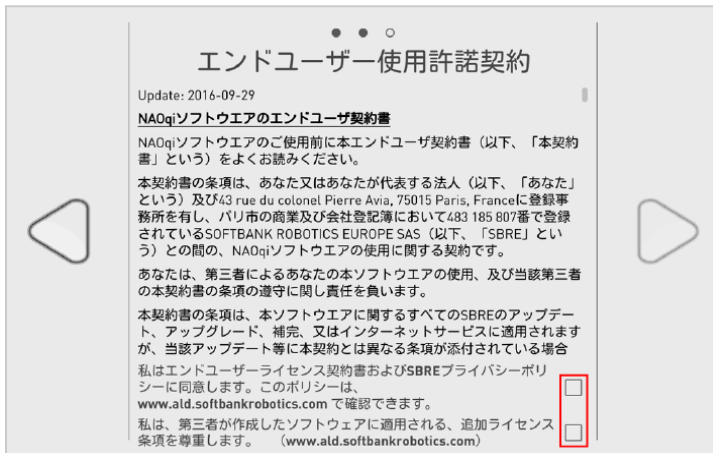 エンドユーザー使用許諾契約
Update: 2016-09-29
NAOqiソフトウエアのエンドユーザ契約書
NAOqiソフトウエアのご使用前に本エンドユーザ契約書（以下、「本契約
書」という）をよくお読みください。
本契約書の条項は、あなた又はあなたが代表する法人（以下、「あなた」
という）及び43 rue du colonel Pierre Avia, 75015 Paris, Franceに登録事
務所を有し、パリ市の商業及び会社登記簿において483 185 807番で登録
されているSOFTBANK ROBOTICS EUROPE SAS（以下、「SBRE」とい
う）との間の、NAOqiソフトウエアの使用に関する契約です。
あなたは、第三者によるあなたの本ソフトウエアの使用、及び当該第三者
の本契約書の条項の遵守に関し責任を負います。
本契約書の条項は、本ソフトウエアに関するすべてのSBREのアップデー
ト、アップグレード、補完、又はインターネットサービスに適用されます
が、当該アップデート等に本契約とは異なる条項が添付されている場合
私はエンドユーザーライセンス契約書およびSBREプライバシーポリ
シーに同意します。このポリシーは、
www.ald.softbankrobotics.com で確認できます。
私は、第三者が作成したソフトウェアに適用される、追加ライセンス
条項を尊重します。 （www.ald.softbankrobotics.com）